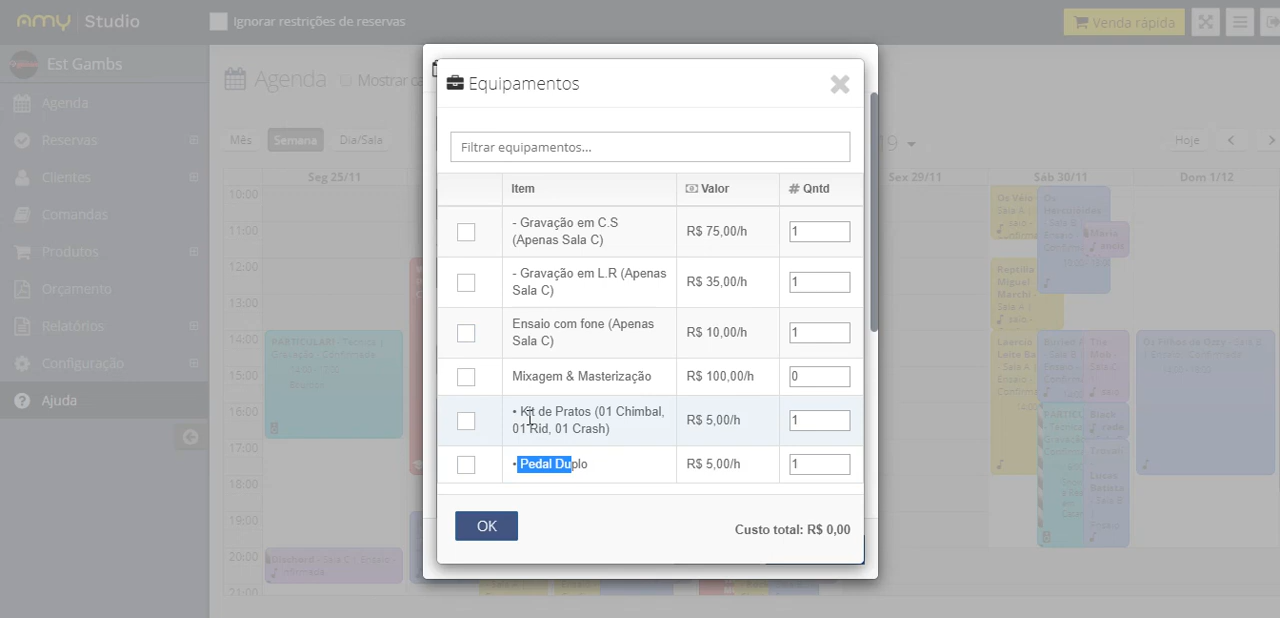 amy Studio
Ignorar restrições de reservas
Venda rápida
Est Gambs
Agenda
Mostrar ca
Agenda
Reservas
Clientes
Comandas
Produtos
Orçamento
Relatórios
Configuração
Ajuda
Mês
Semana
Dia/Sala
19
Hoje
Seg 25/11
Sex 29/11
Sáb 30/11
Dom 1/12
10:00
11:00
12:00
13:00
14:00
15:00
16:00
17:00
18:00
19:00
20:00
21:00
Equipamentos
Filtrar equipamentos...
Item
Valor
# Qntd
- Gravação em C.S
(Apenas Sala C)
R$ 75,00/h
1
- Gravação em L.R (Apenas
Sala C)
R$ 35,00/h
1
Ensaio com fone (Apenas
Sala C)
R$ 10,00/h
1
Mixagem & Masterização
R$ 100,00/h
0
• Kit de Pratos (01 Chimbal,
01 Rid, 01 Crash)
R$ 5,00/h
1
• Pedal Duplo
R$ 5,00/h
1
OK
Custo total: R$ 0,00